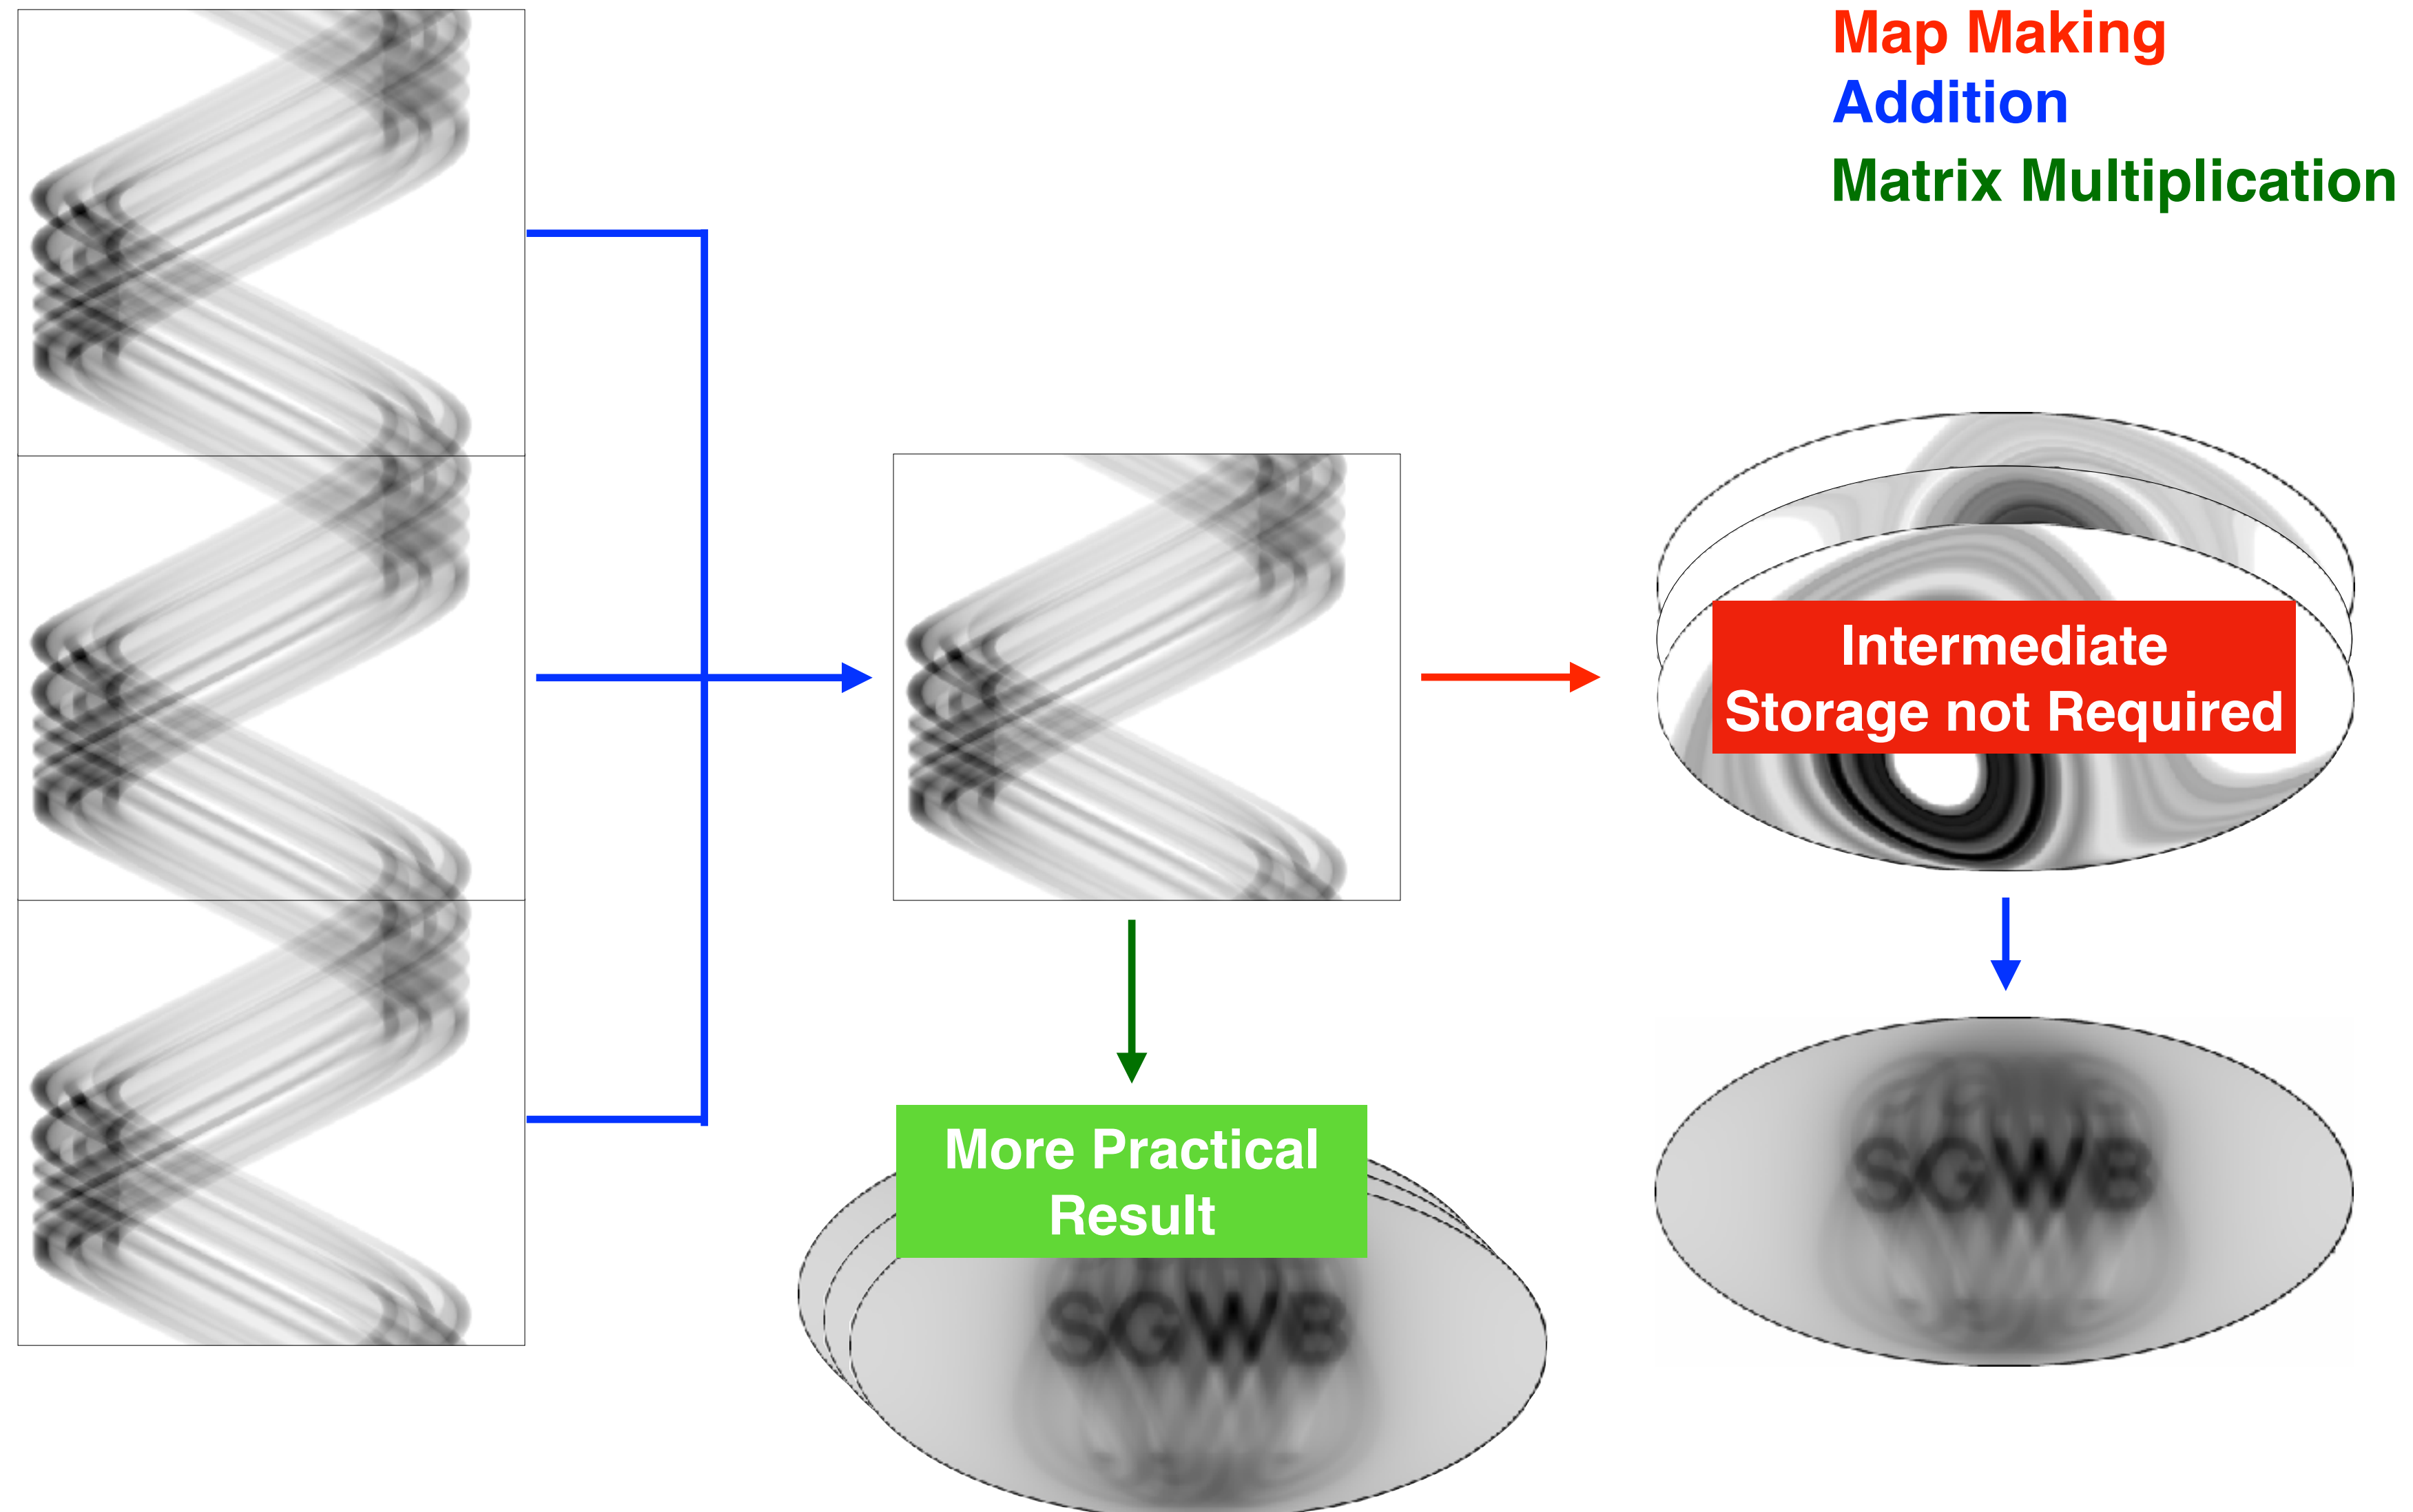 Map Making
Addition
Matrix Multiplication
Intermediate
Storage not Required
More Practical
Result
SGWB
SGWB